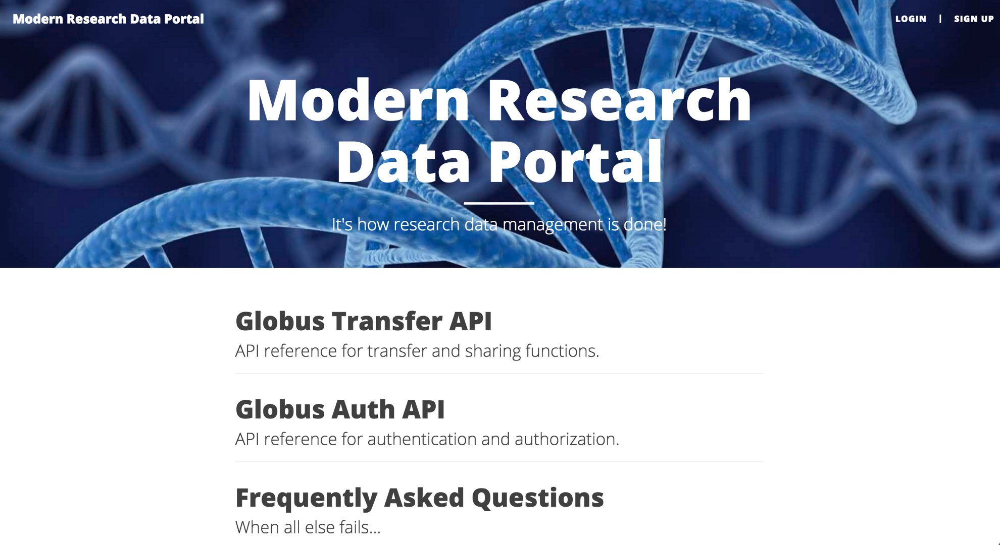 Modern Research Data Portal
LOGIN | SIGN UP
Modern Research
Data Portal
It's how research data management is done!
Globus Transfer API
API reference for transfer and sharing functions.
Globus Auth API
API reference for authentication and authorization.
Frequently Asked Questions
When all else fails...